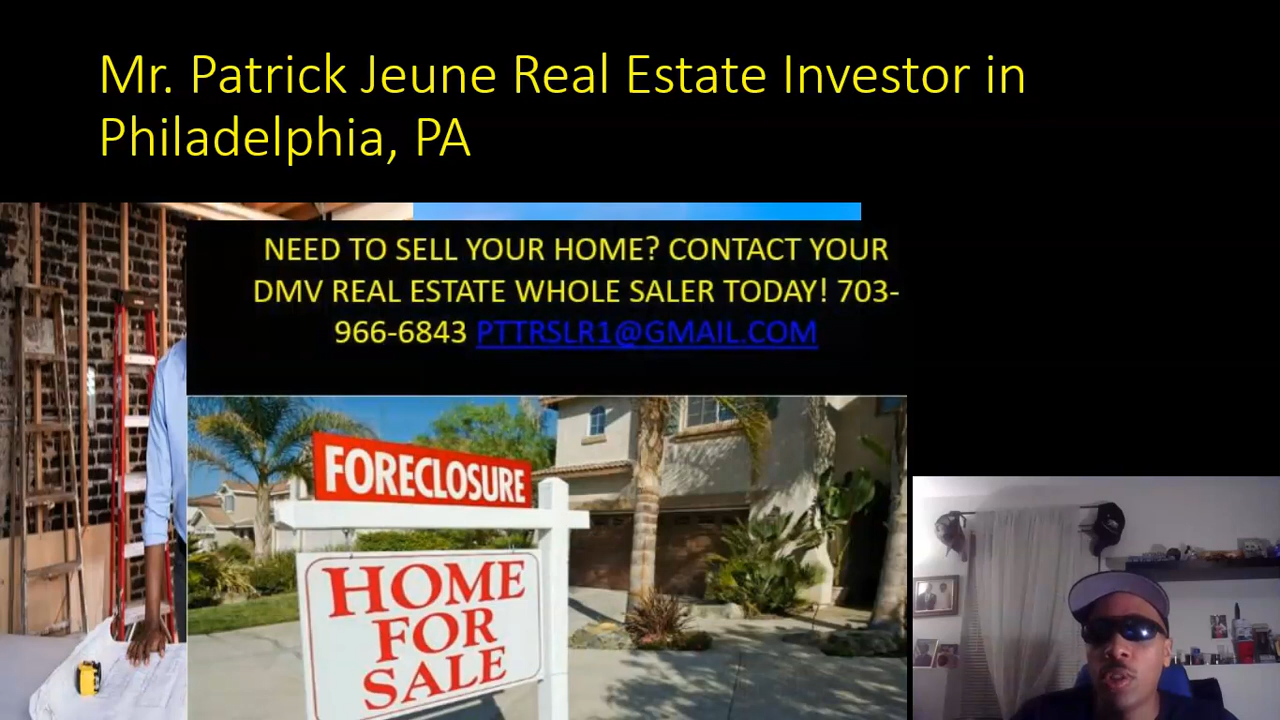 Mr. Patrick Jeune Real Estate Investor in
Philadelphia, PA
NEED TO SELL YOUR HOME? CONTACT YOUR
DMV REAL ESTATE WHOLE SALER TODAY! 703-
966-6843 PTTRSLR1@GMAIL.COM
FORECLOSURE
HOME
FOR
SALE